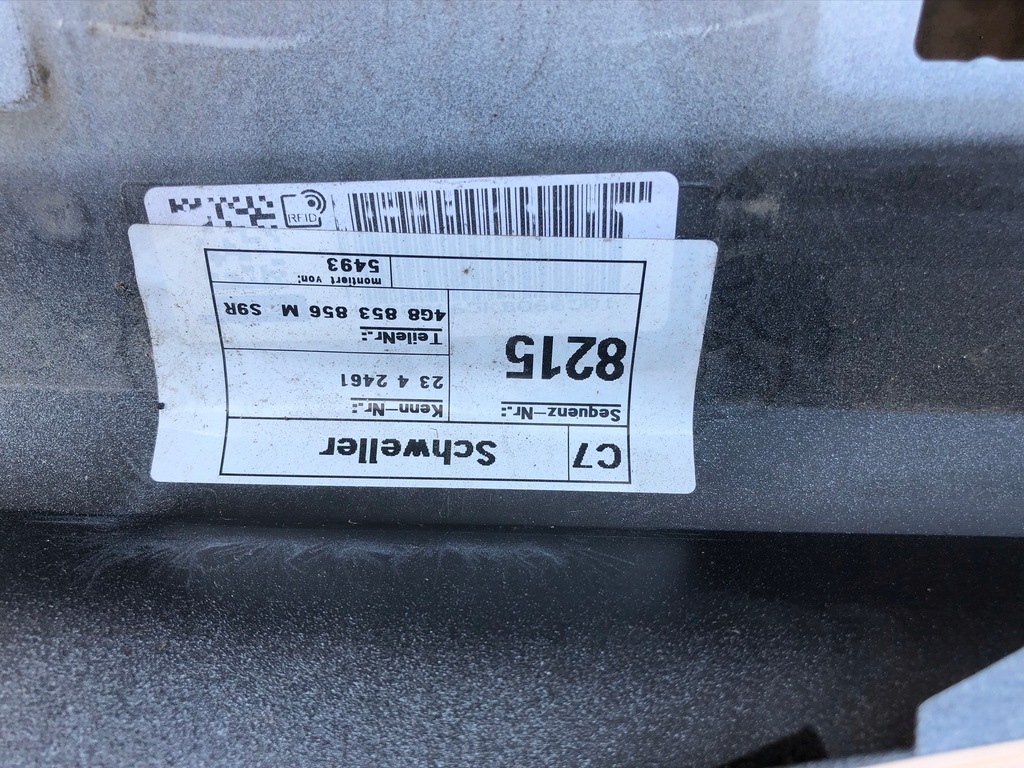 C7 Schweller
Sequenz-Nr.:
8215
Kenn-Nr.:
23 4 2461
TeileNr.:
4G8 853 856 M S9R
montiert von:
5493
RFID